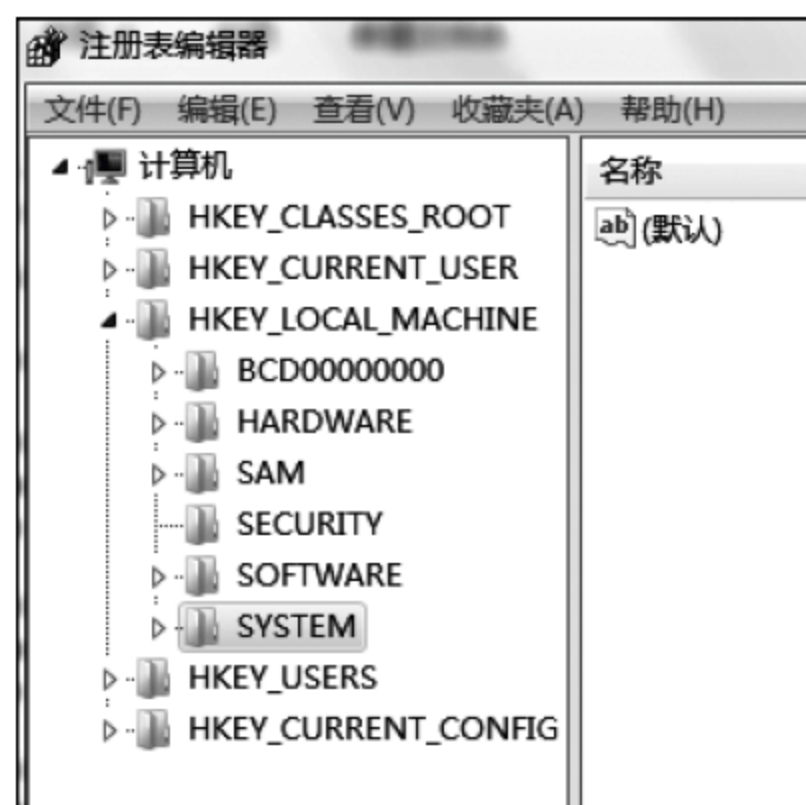 注册表编辑器
文件(F) 编辑(E) 查看(V) 收藏夹(A) 帮助(H)
计算机
HKEY_CLASSES_ROOT
HKEY_CURRENT_USER
HKEY_LOCAL_MACHINE
BCD00000000
HARDWARE
SAM
SECURITY
SOFTWARE
SYSTEM
HKEY_USERS
HKEY_CURRENT_CONFIG
名称
ab (默认)